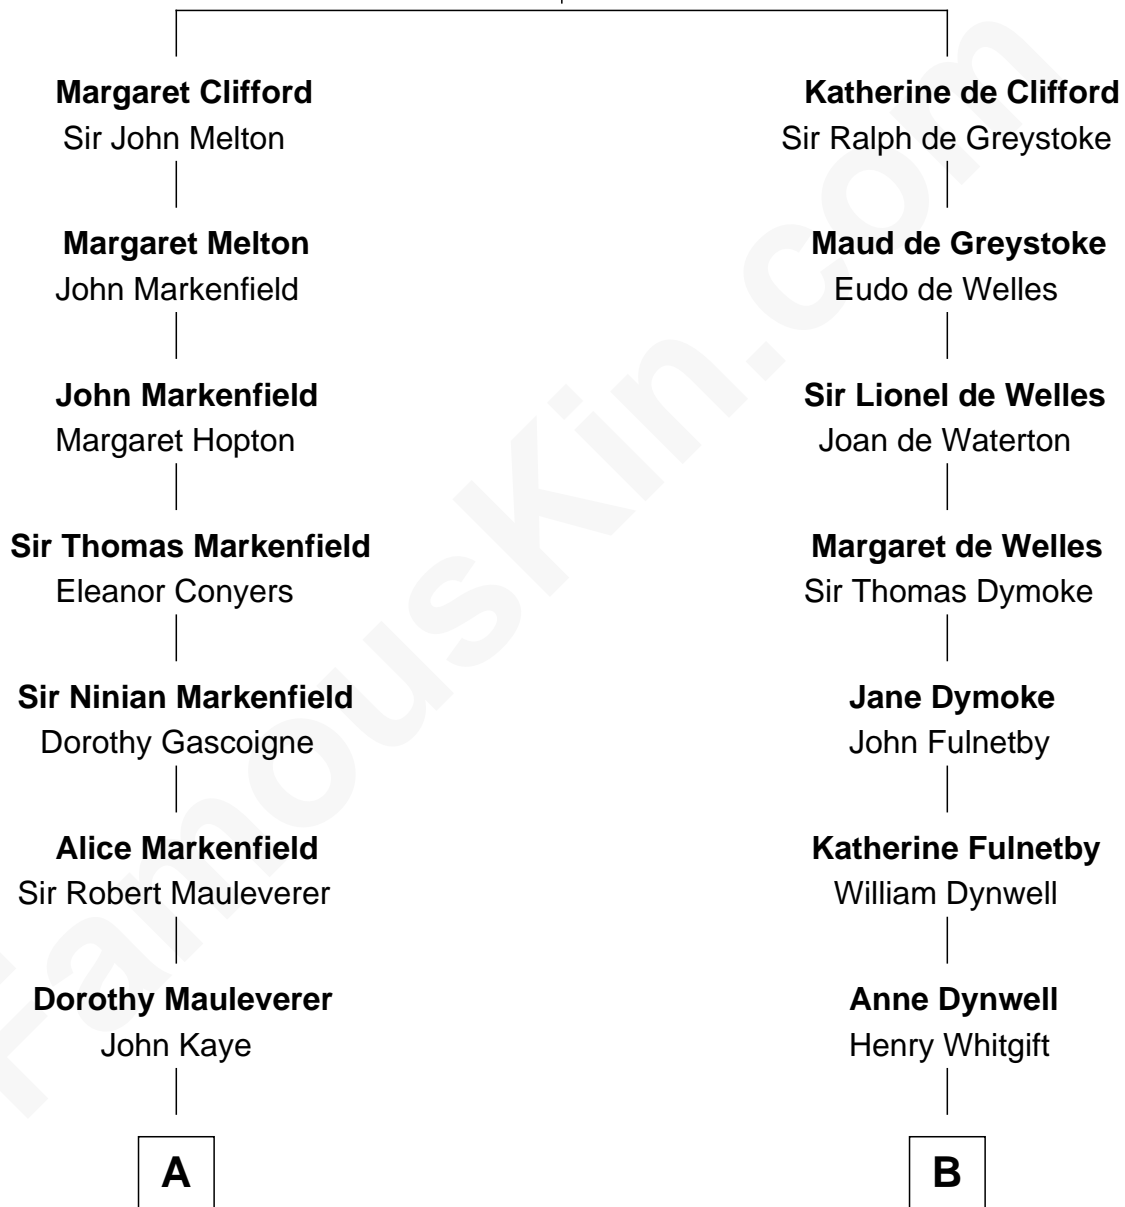 Margaret Clifford
Sir John Melton
Margaret Melton
John Markenfield
John Markenfield
Margaret Hopton
Sir Thomas Markenfield
Eleanor Conyers
Sir Ninian Markenfield
Dorothy Gascoigne
Alice Markenfield
Sir Robert Mauleverer
Dorothy Mauleverer
John Kaye
A
Katherine de Clifford
Sir Ralph de Greystoke
Maud de Greystoke
Eudo de Welles
Sir Lionel de Welles
Joan de Waterton
Margaret de Welles
Sir Thomas Dymoke
Jane Dymoke
John Fulnetby
Katherine Fulnetby
William Dynwell
Anne Dynwell
Henry Whitgift
B
FamousKin.com